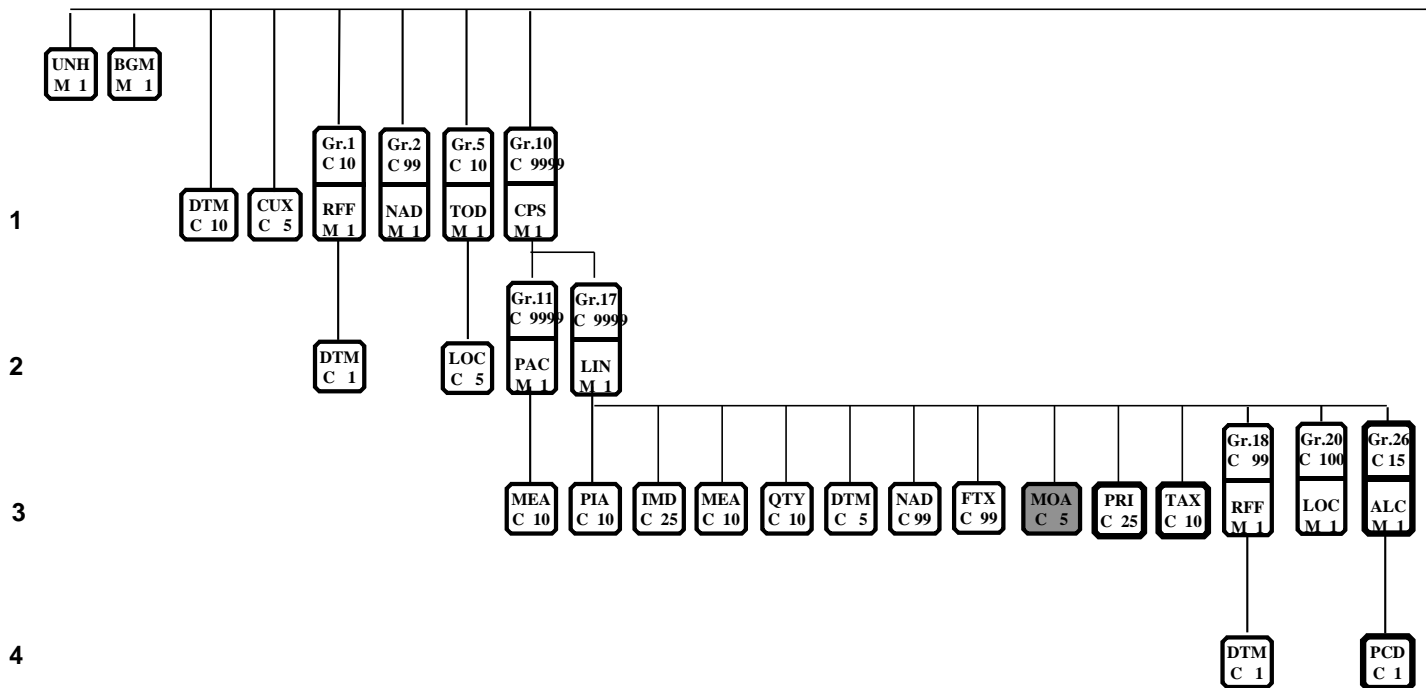 UNH
M 1
BGM
M 1
1
DTM
C 10
CUX
C 5
Gr.1
C 10
RFF
M 1
Gr.2
C 99
NAD
M 1
Gr.5
C 10
TOD
M 1
Gr.10
C 9999
CPS
M 1
2
DTM
C 1
LOC
C 5
Gr.11
C 9999
PAC
M 1
Gr.17
C 9999
LIN
M 1
3
MEA
C 10
PIA
C 10
IMD
C 25
MEA
C 10
QTY
C 10
DTM
C 5
NAD
C 99
FTX
C 99
MOA
C 5
PRI
C 25
TAX
C 10
Gr.18
C 99
RFF
M 1
Gr.20
C 100
LOC
M 1
Gr.26
C 15
ALC
M 1
4
DTM
C 1
PCD
C 1